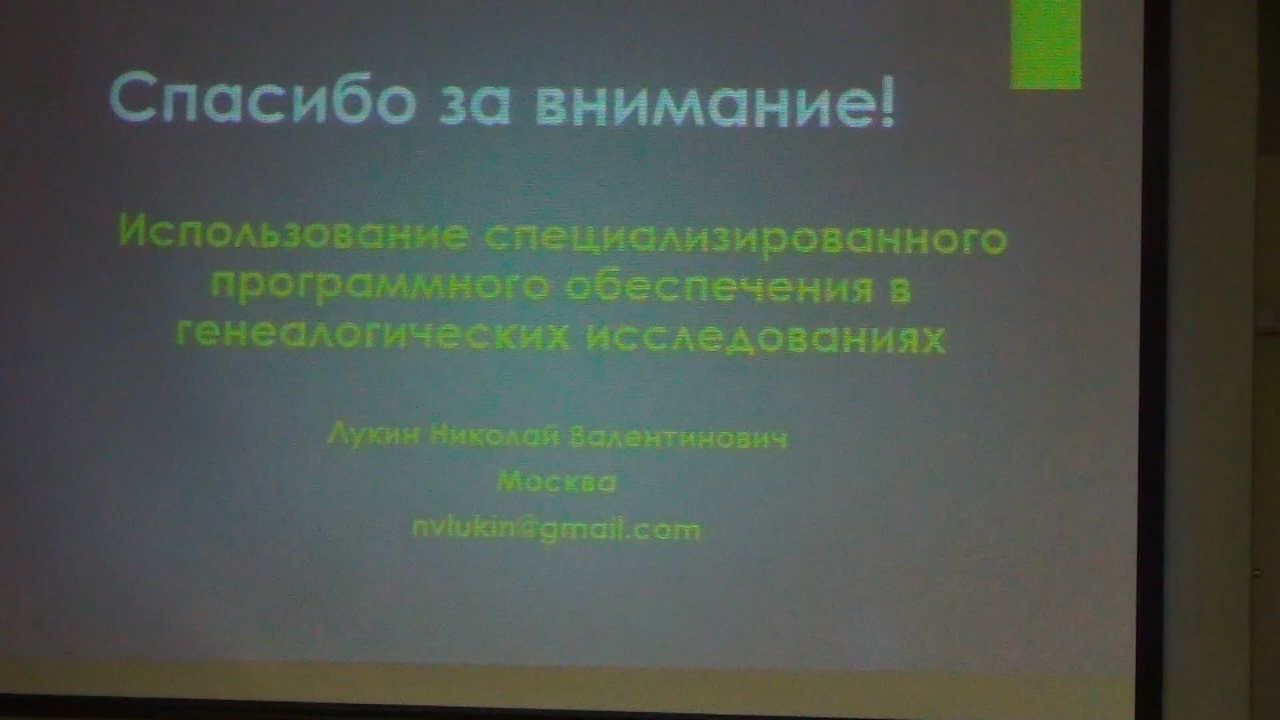 Спасибо за внимание!
Использование специализированного
программного обеспечения в
генеалогических исследованиях
Лукин Николай Валентинович
Москва
nvlukin@gmail.com